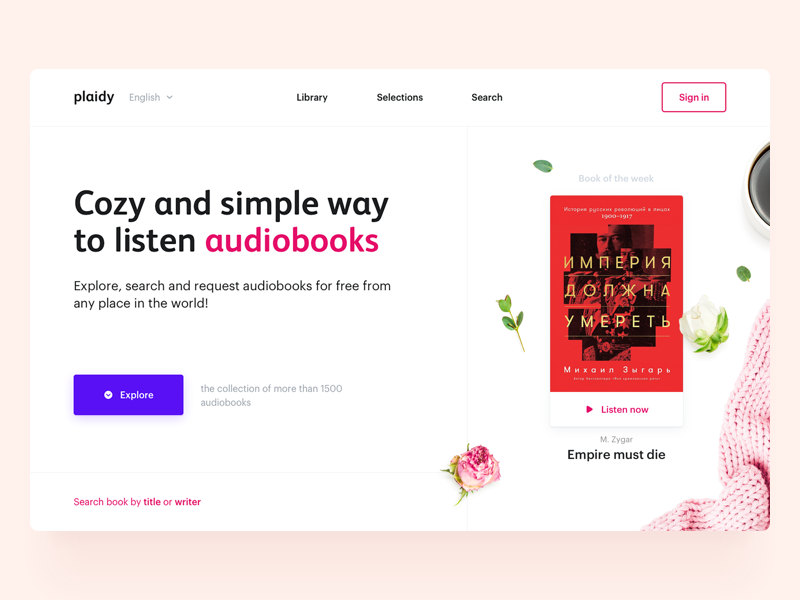 plaidy
English
Library
Selections
Search
Sign in
Cozy and simple way
to listen audiobooks
Explore, search and request audiobooks for free from
any place in the world!
Explore
the collection of more than 1500
audiobooks
Search book by title or writer
Book of the week
История русских революций в лицах
1900–1917
ИМПЕРИЯ
ДОЛЖНА
УМЕРЕТЬ
Михаил Зыгарь
Listen now
M. Zygar
Empire must die